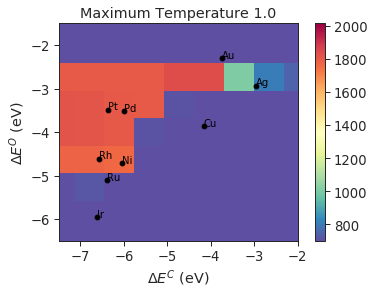 Maximum Temperature 1.0
−2
−3
−4
−5
−6
ΔE^O (eV)
Au
Ag
Pt
Pd
Cu
Rh
Ni
Ru
Ir
−7
−6
−5
−4
−3
−2
ΔE^C (eV)
2000
1800
1600
1400
1200
1000
800